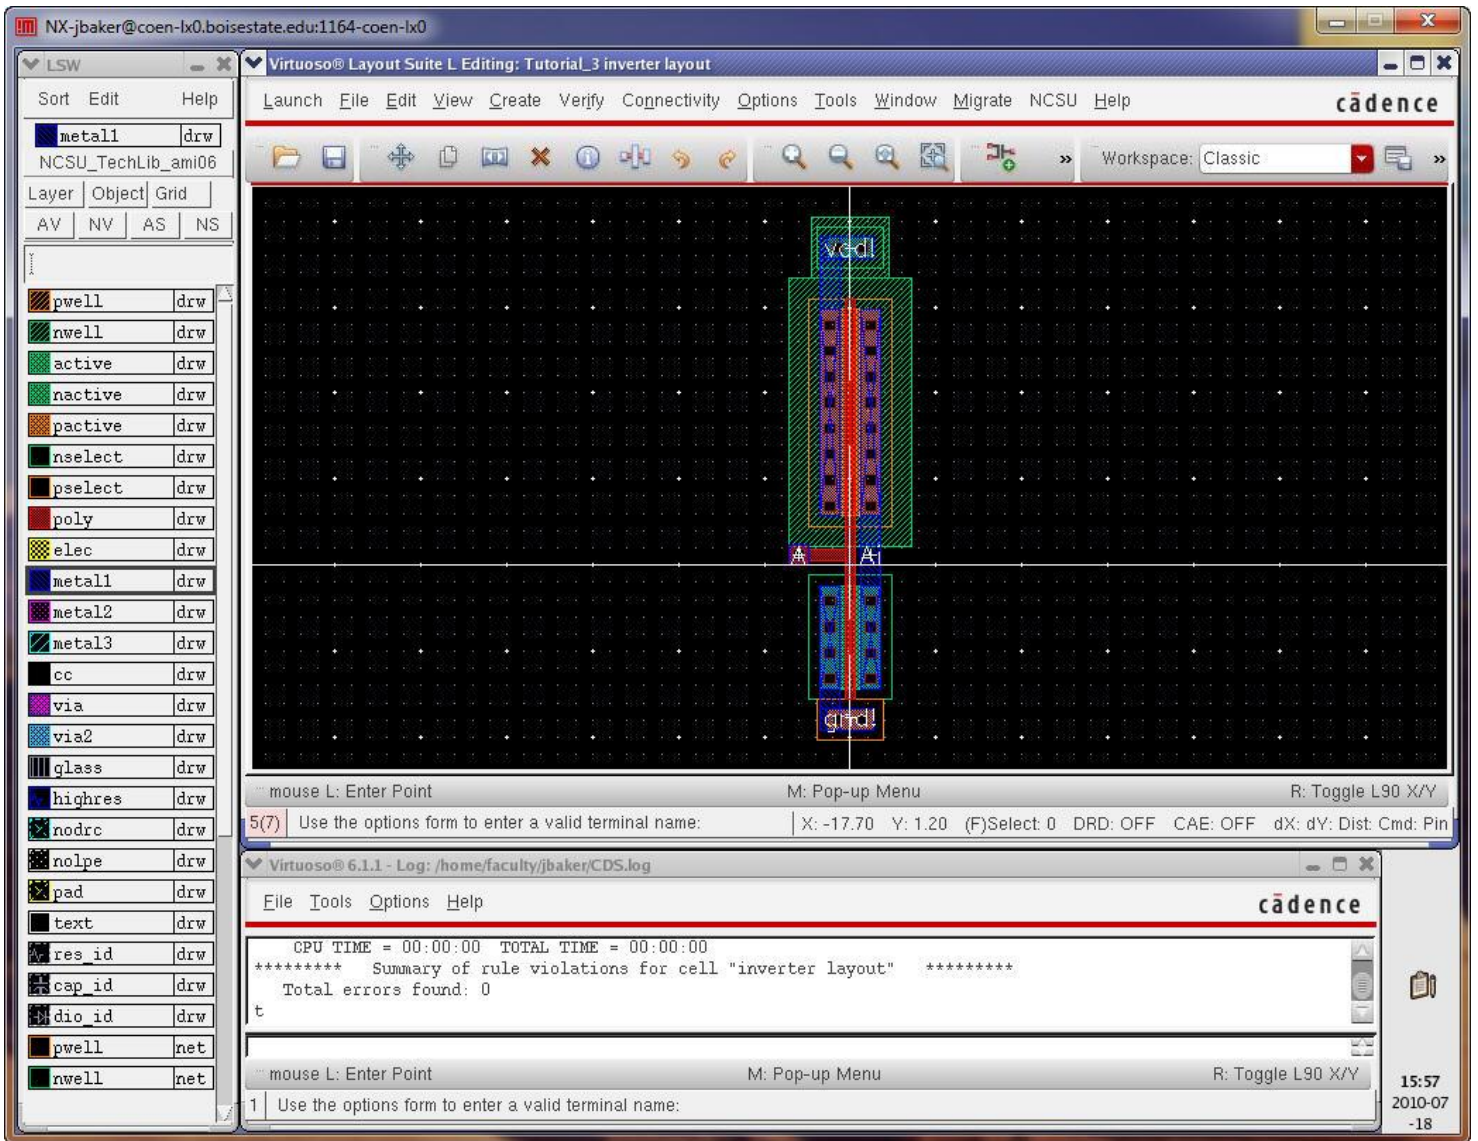 NX-jbaker@coen-lx0.boisestate.edu:1164-coen-lx0
LSW
Sort Edit Help
metal1 drw
NCSU_TechLib_ami06
Layer Object Grid
AV NV AS NS
pwell drw
nwell drw
active drw
nactive drw
pactive drw
nselect drw
pselect drw
poly drw
elec drw
metal1 drw
metal2 drw
metal3 drw
cc drw
via drw
via2 drw
glass drw
highres drw
nodrc drw
nolpe drw
pad drw
text drw
res_id drw
cap_id drw
dio_id drw
pwell net
nwell net
Virtuoso® Layout Suite L Editing: Tutorial_3 inverter layout
Launch File Edit View Create Verify Connectivity Options Tools Window Migrate NCSU Help cādence
» Workspace: Classic »
vdd!
A Ai
gnd!
mouse L: Enter Point M: Pop-up Menu R: Toggle L90 X/Y
5(7) Use the options form to enter a valid terminal name: X: -17.70 Y: 1.20 (F)Select: 0 DRD: OFF CAE: OFF dX: dY: Dist: Cmd: Pin
Virtuoso® 6.1.1 - Log: /home/faculty/jbaker/CDS.log
File Tools Options Help cādence
CPU TIME = 00:00:00 TOTAL TIME = 00:00:00
********* Summary of rule violations for cell "inverter layout" *********
Total errors found: 0
t
mouse L: Enter Point M: Pop-up Menu R: Toggle L90 X/Y
1 Use the options form to enter a valid terminal name:
15:57
2010-07
-18